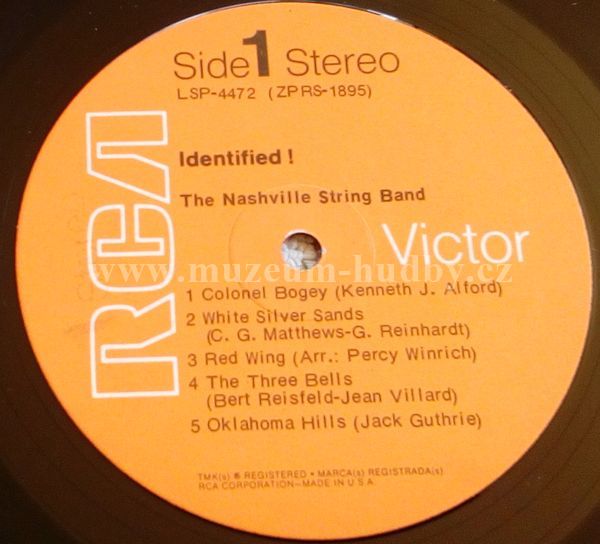 Side 1 Stereo
LSP-4472 (ZPRS-1895)
Identified !
The Nashville String Band
RCA
Victor
www.muzeum-hudby.cz
1 Colonel Bogey (Kenneth J. Alford)
2 White Silver Sands
(C. G. Matthews-G. Reinhardt)
3 Red Wing (Arr.: Percy Winrich)
4 The Three Bells
(Bert Reisfeld-Jean Villard)
5 Oklahoma Hills (Jack Guthrie)
TMK(s) ® REGISTERED • MARCA(s) REGISTRADA(s)
RCA CORPORATION–MADE IN U.S.A.